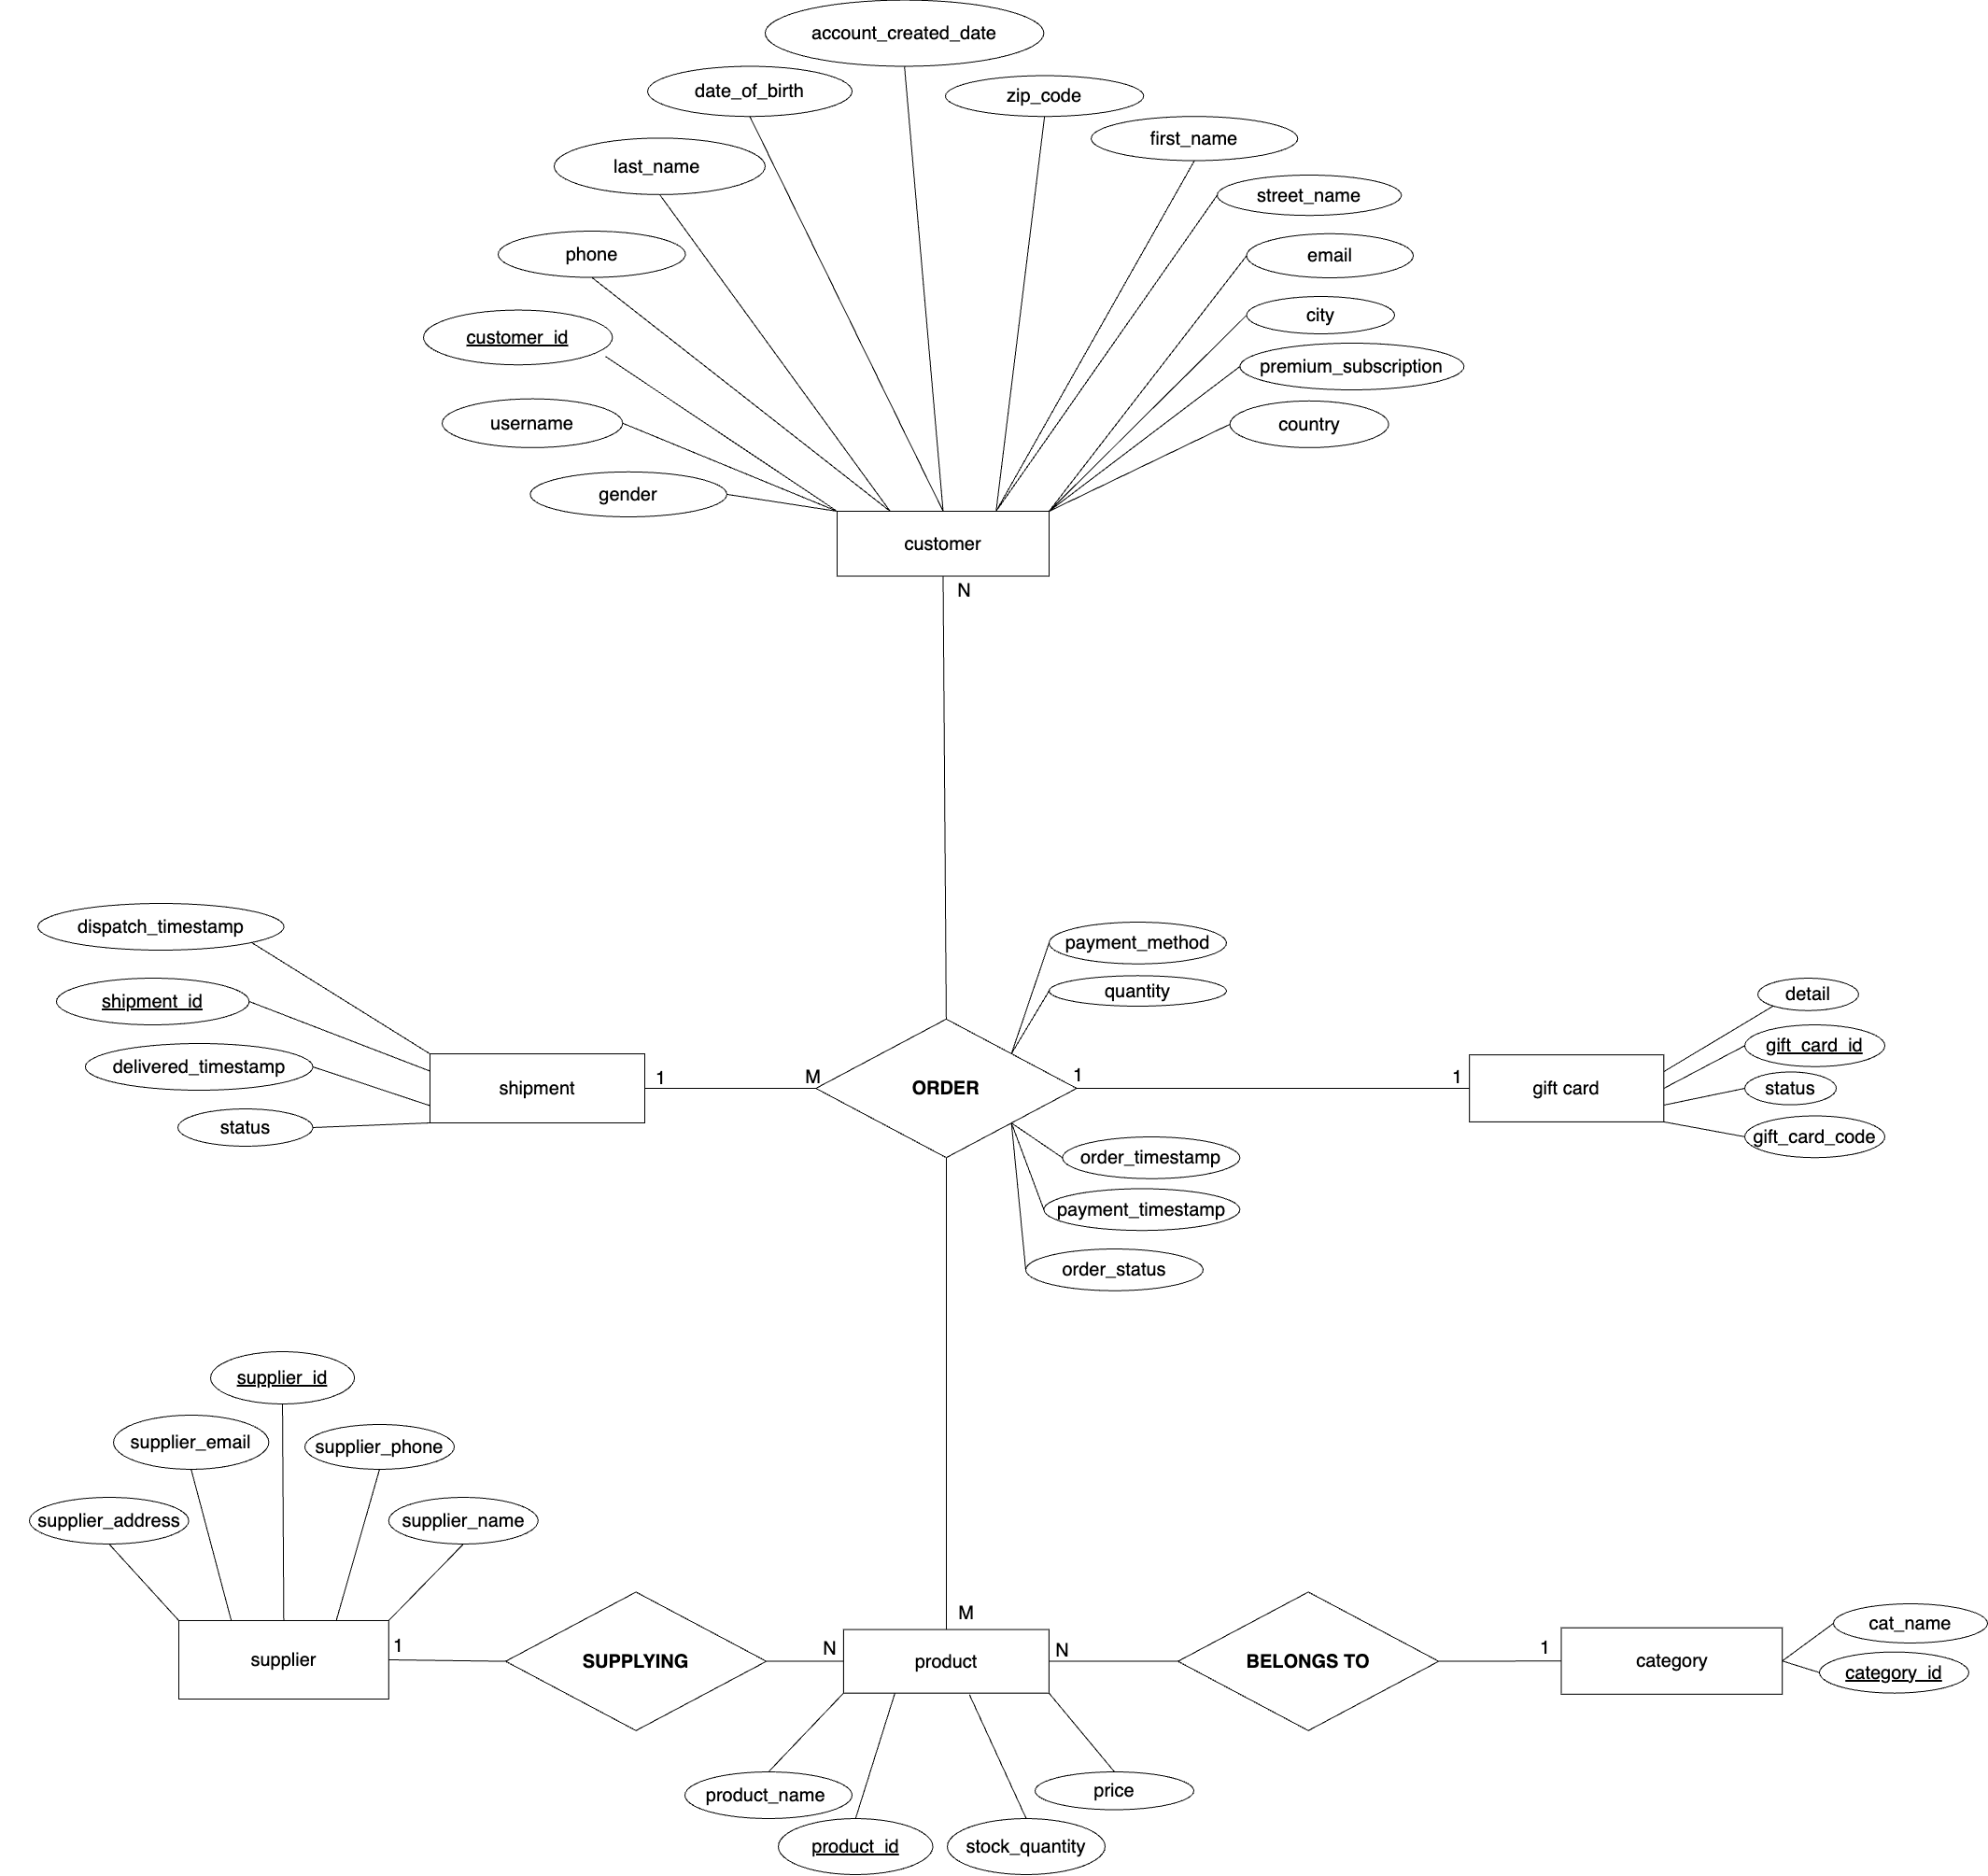 account_created_date
date_of_birth
zip_code
first_name
last_name
street_name
phone
email
city
customer_id
premium_subscription
username
country
gender
customer
N
dispatch_timestamp
payment_method
quantity
detail
shipment_id
gift_card_id
delivered_timestamp
shipment
1
M
ORDER
1
1
gift card
status
status
gift_card_code
order_timestamp
payment_timestamp
order_status
supplier_id
supplier_email
supplier_phone
supplier_address
supplier_name
M
supplier
1
SUPPLYING
N
product
N
BELONGS TO
1
category
cat_name
category_id
product_name
price
product_id
stock_quantity